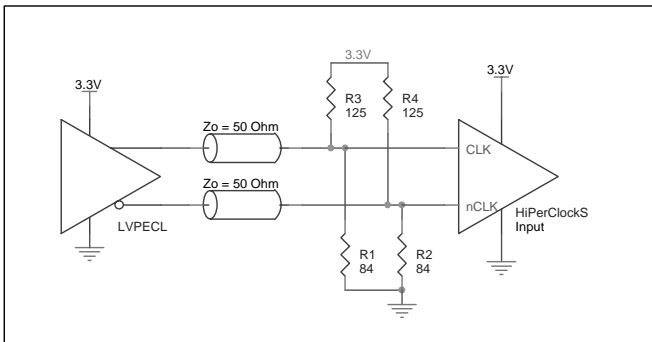 3.3V
3.3V
3.3V
R3
125
R4
125
Zo = 50 Ohm
CLK
Zo = 50 Ohm
nCLK
LVPECL
HiPerClockS
Input
R1
84
R2
84